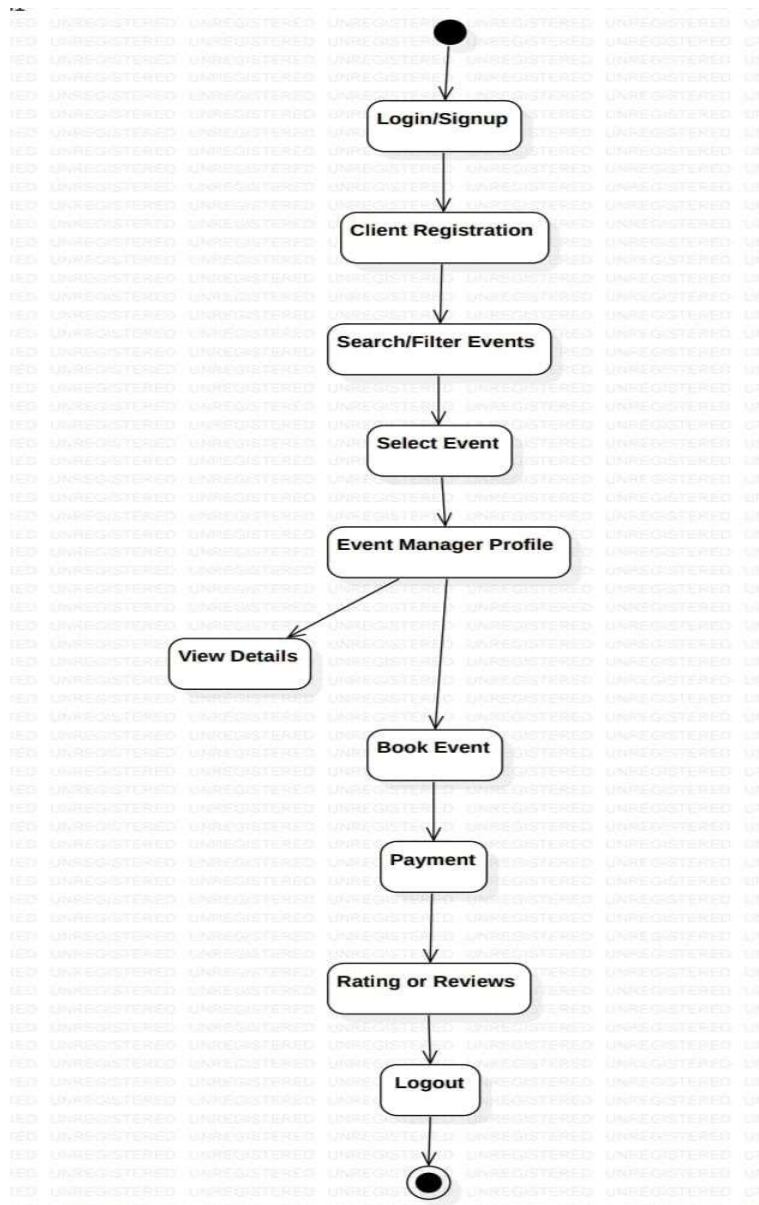 Login/Signup
Client Registration
Search/Filter Events
Select Event
Event Manager Profile
View Details
Book Event
Payment
Rating or Reviews
Logout